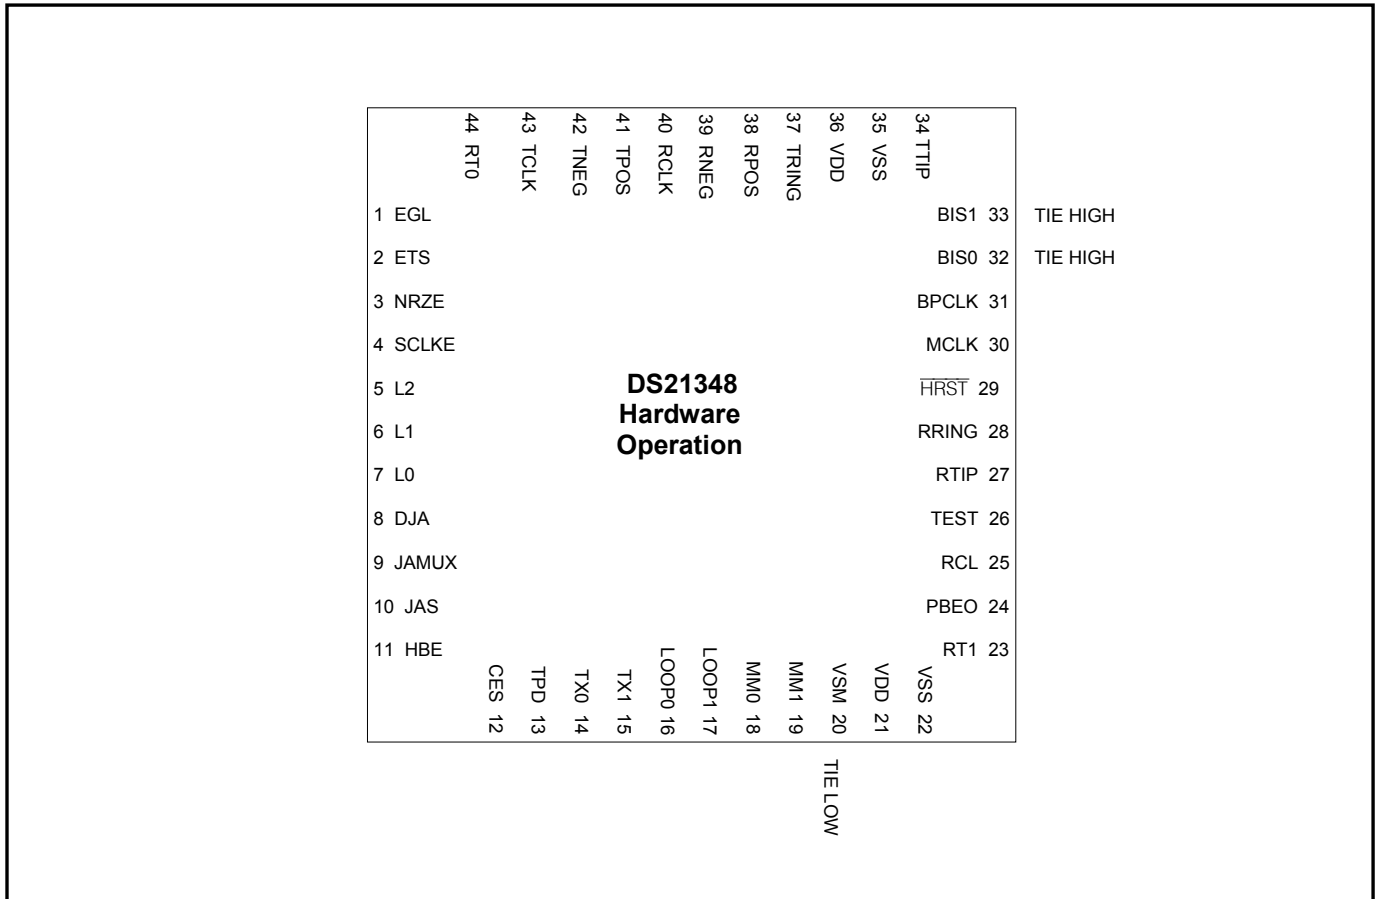 44 RT0
43 TCLK
42 TNEG
41 TPOS
40 RCLK
39 RNEG
38 RPOS
37 TRING
36 VDD
35 VSS
34 TTIP
1 EGL
2 ETS
3 NRZE
4 SCLKE
5 L2
6 L1
7 L0
8 DJA
9 JAMUX
10 JAS
11 HBE
DS21348
Hardware
Operation
BIS1 33 TIE HIGH
BIS0 32 TIE HIGH
BPCLK 31
MCLK 30
HRST 29
RRING 28
RTIP 27
TEST 26
RCL 25
PBEO 24
RT1 23
CES 12
TPD 13
TX0 14
TX1 15
LOOP0 16
LOOP1 17
MM0 18
MM1 19
VSM 20
VDD 21
VSS 22
TIE LOW